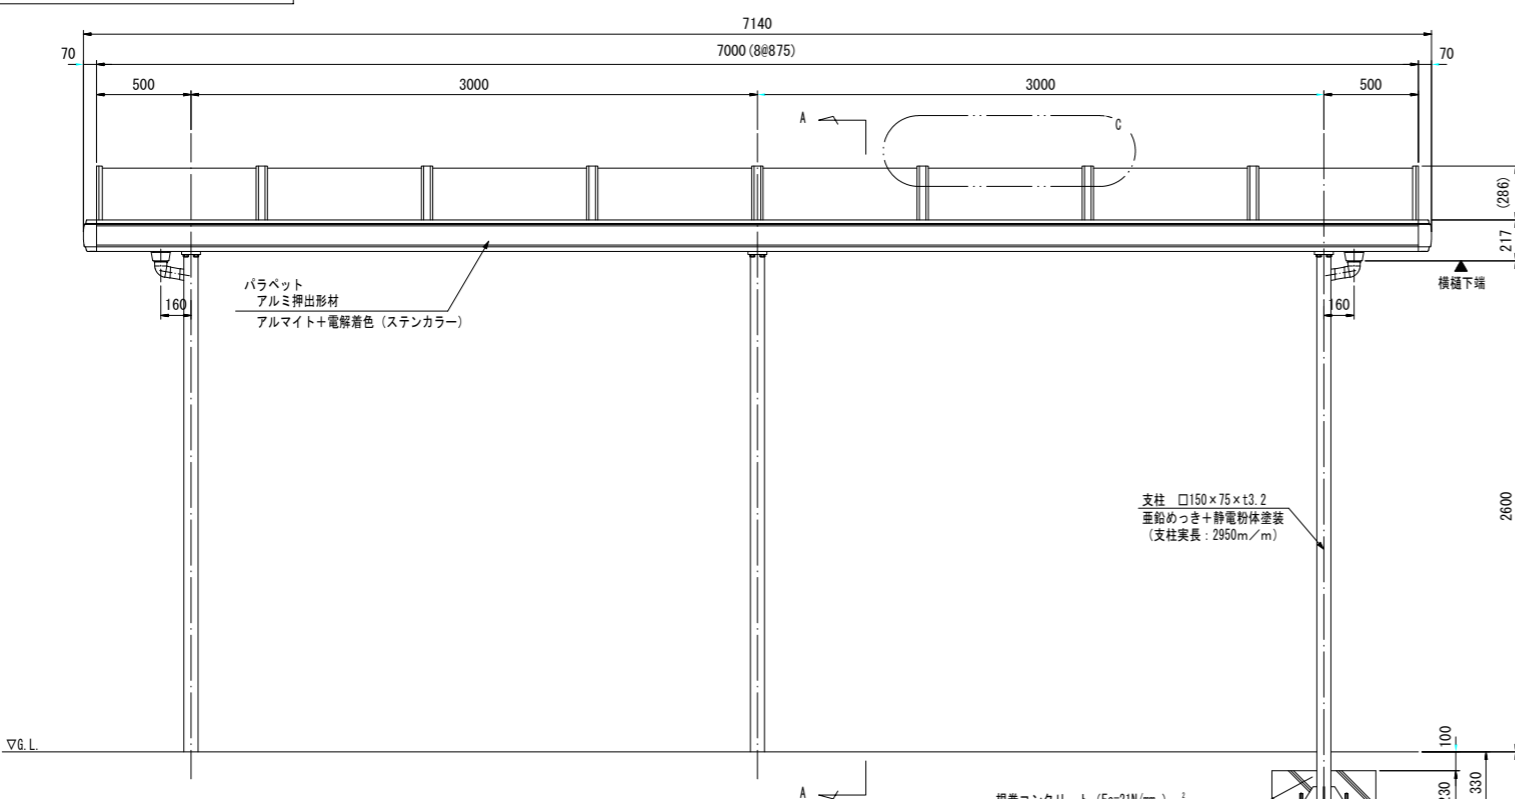 7140
70
7000(8@875)
70
500
3000
3000
500
A
C
(286)
217
横樋下端
160
160
パラペット
アルミ押出形材
アルマイト+電解着色(ステンカラー)
支柱 □150×75×t3.2
亜鉛めっき+静電粉体塗装
(支柱実長:2950m/m)
2600
▽G.L.
100
330
A